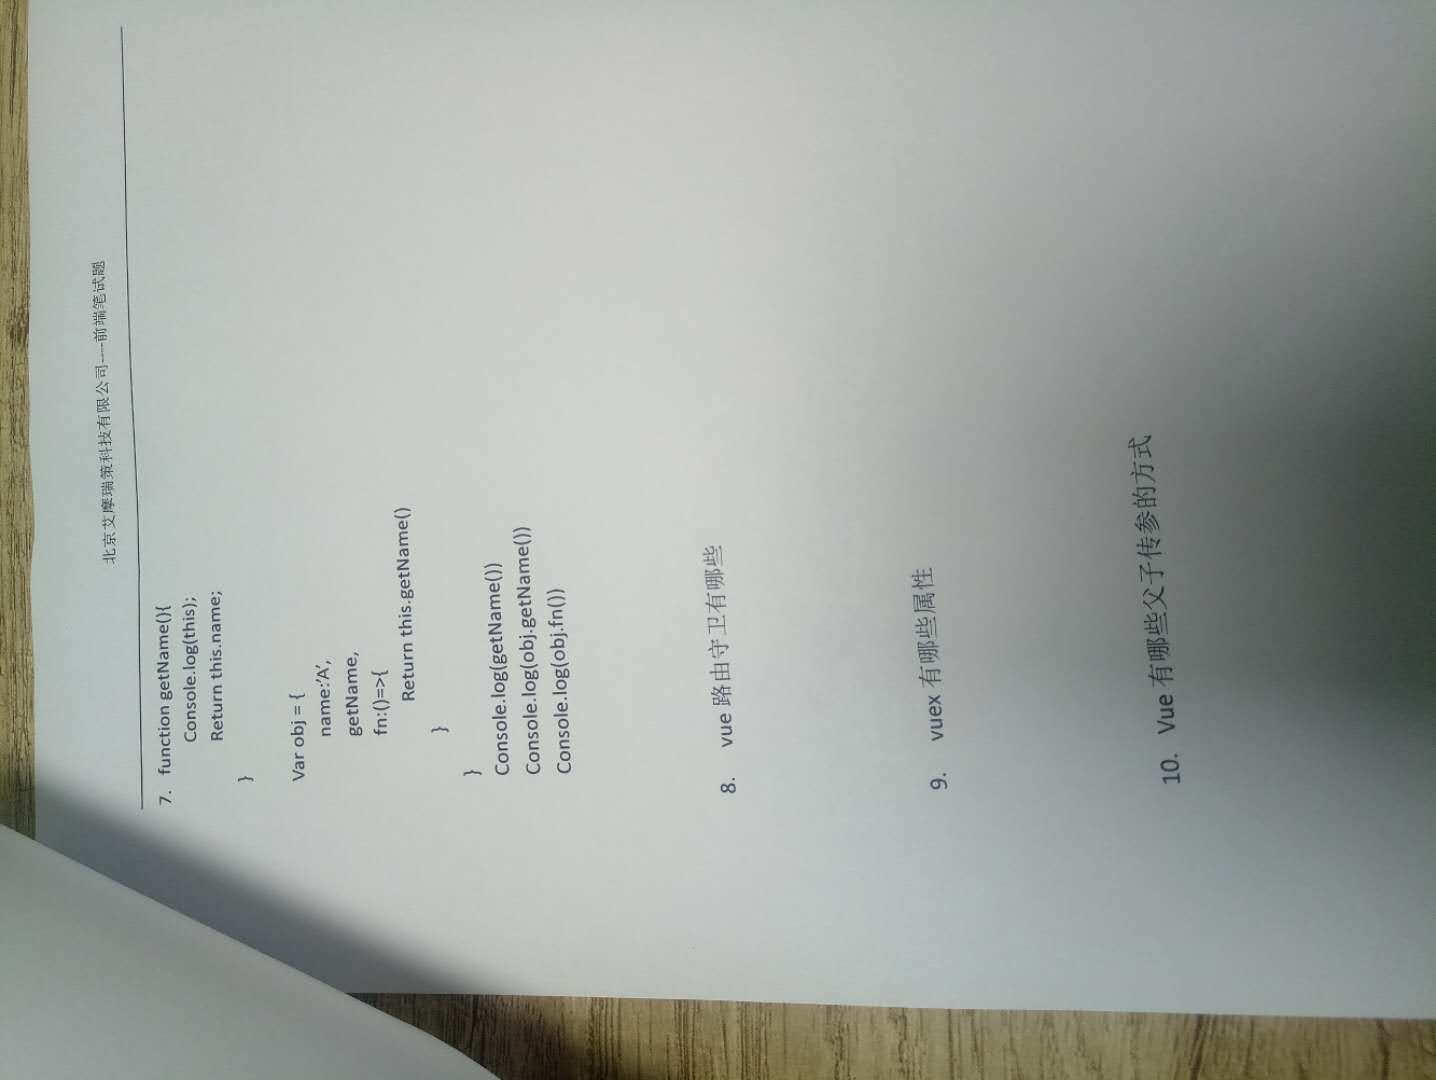 北京艾摩瑞策科技有限公司---前端笔试题
7. function getName(){
Console.log(this);
Return this.name;
}
Var obj = {
name:'A',
getName,
fn:()=>{
Return this.getName()
}
}
Console.log(getName())
Console.log(obj.getName())
Console.log(obj.fn())
8. vue 路由守卫有哪些
9. vuex 有哪些属性
10. Vue 有哪些父子传参的方式